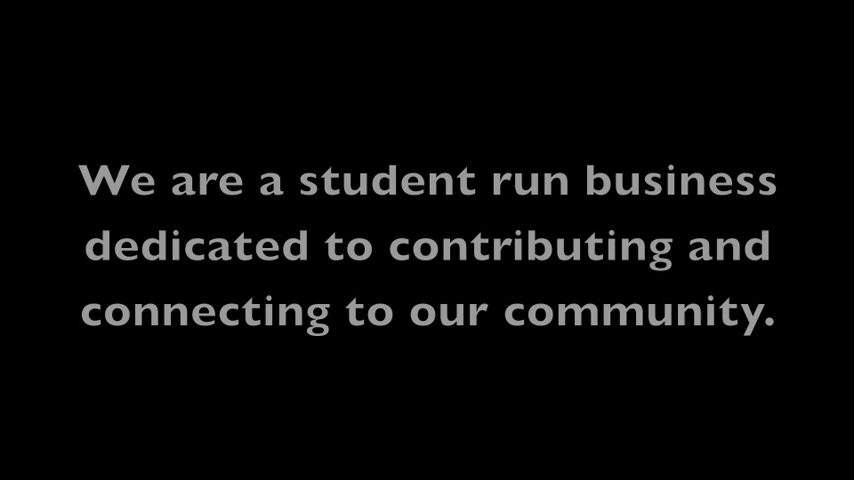 We are a student run business
dedicated to contributing and
connecting to our community.